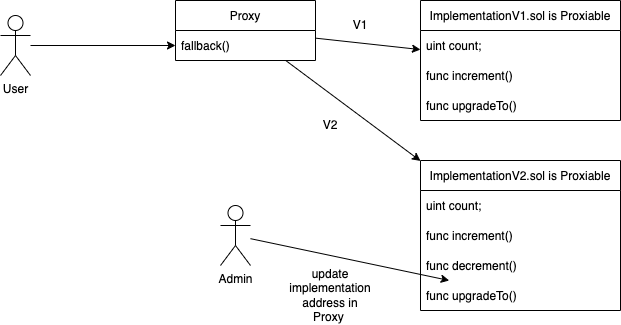 Proxy
fallback()
User
V1
V2
ImplementationV1.sol is Proxiable
uint count;
func increment()
func upgradeTo()
ImplementationV2.sol is Proxiable
uint count;
func increment()
func decrement()
func upgradeTo()
Admin
update
implementation
address in
Proxy